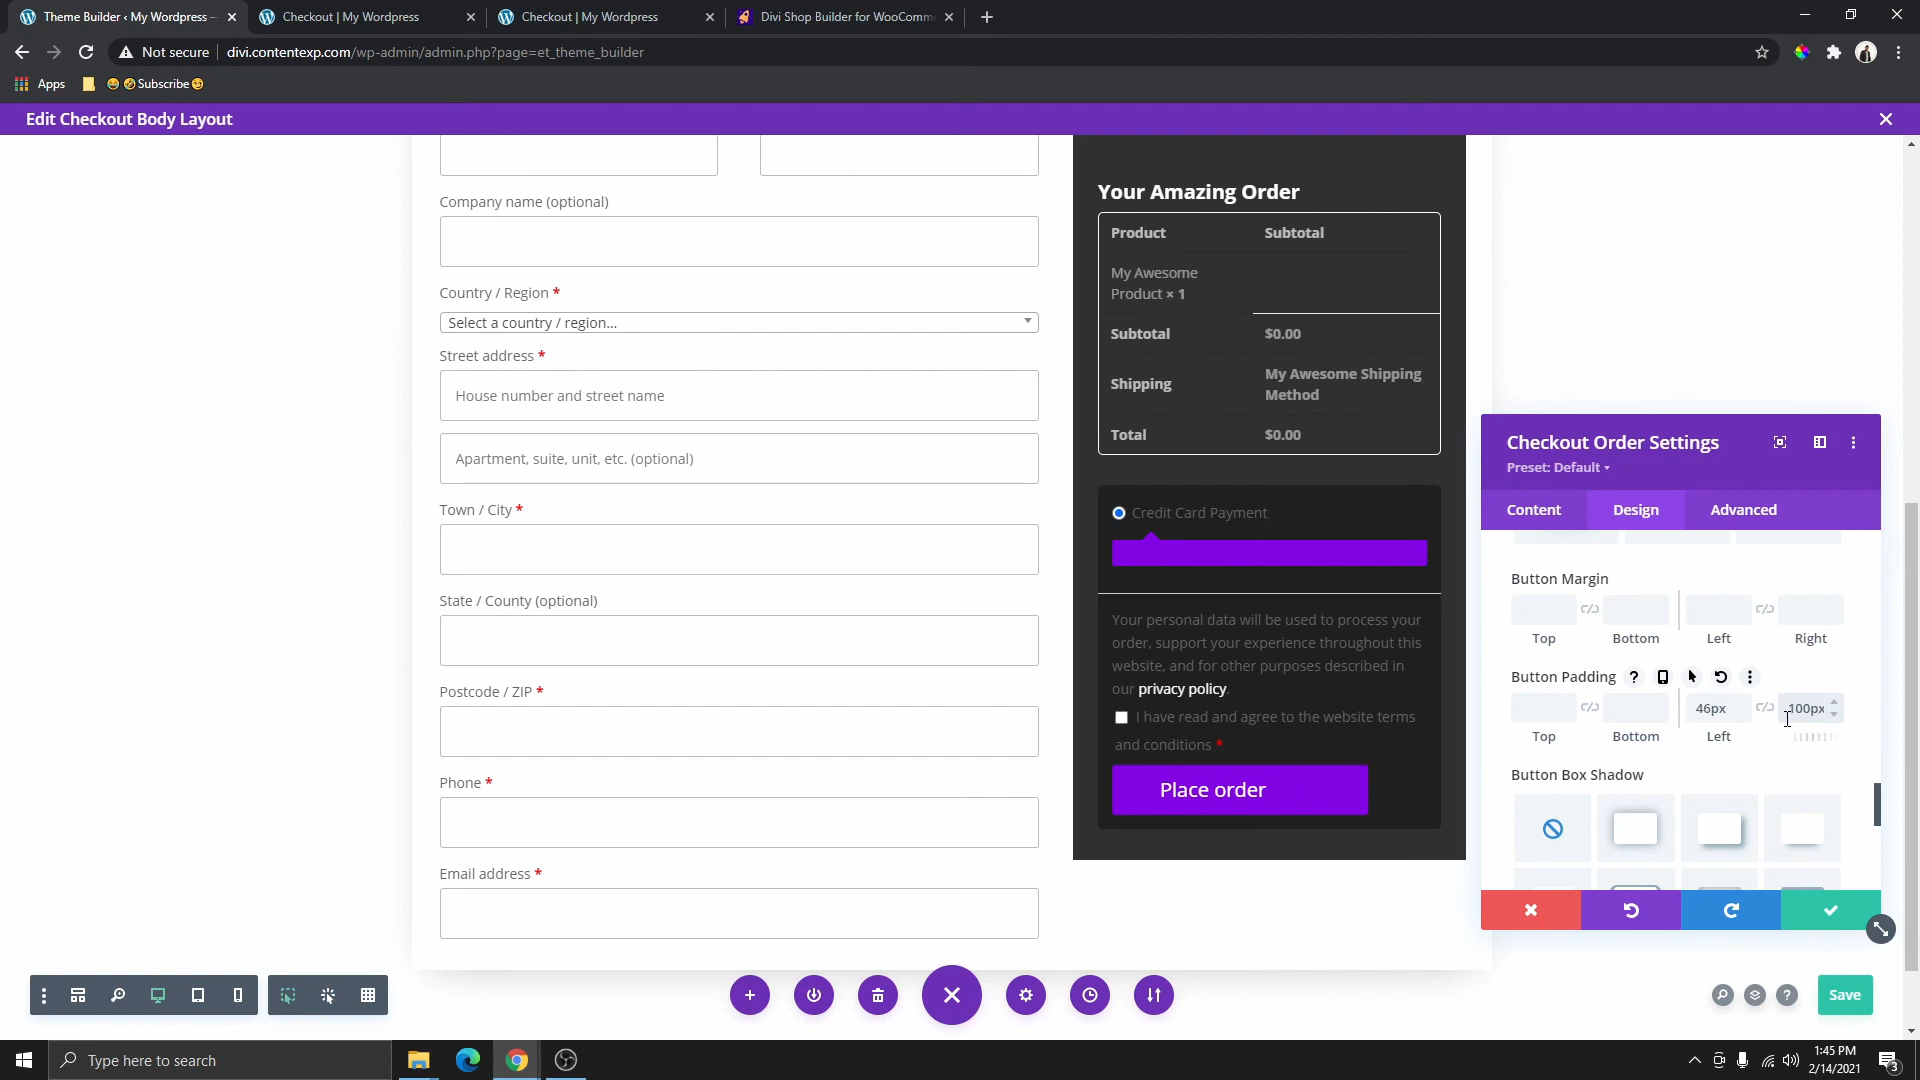 Theme Builder ‹ My Wordpress –
Checkout | My Wordpress
Checkout | My Wordpress
Divi Shop Builder for WooComm
Not secure
divi.contentexp.com/wp-admin/admin.php?page=et_theme_builder
Apps
😄🤣Subscribe😏
Edit Checkout Body Layout
Company name (optional)
Country / Region *
Select a country / region...
Street address *
House number and street name
Apartment, suite, unit, etc. (optional)
Town / City *
State / County (optional)
Postcode / ZIP *
Phone *
Email address *
Your Amazing Order
Product Subtotal
My Awesome
Product × 1
Subtotal $0.00
Shipping My Awesome Shipping
Method
Total $0.00
Credit Card Payment
Your personal data will be used to process your
order, support your experience throughout this
website, and for other purposes described in
our privacy policy.
I have read and agree to the website terms
and conditions *
Place order
Checkout Order Settings
Preset: Default
Content Design Advanced
Button Margin
Top Bottom Left Right
Button Padding ?
46px 100px
Top Bottom Left
Button Box Shadow
?
Save
Type here to search
1:45 PM
2/14/2021
3